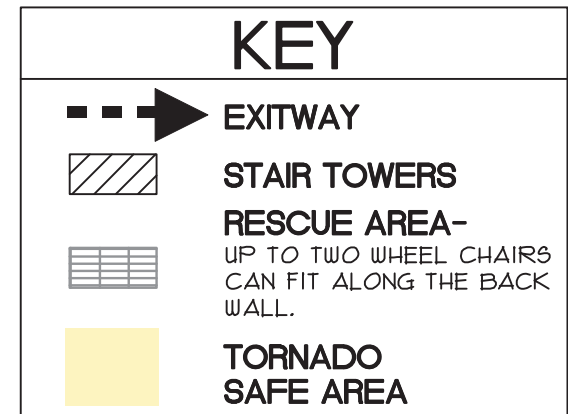 KEY
EXITWAY
STAIR TOWERS
RESCUE AREA-
UP TO TWO WHEEL CHAIRS
CAN FIT ALONG THE BACK
WALL.
TORNADO
SAFE AREA